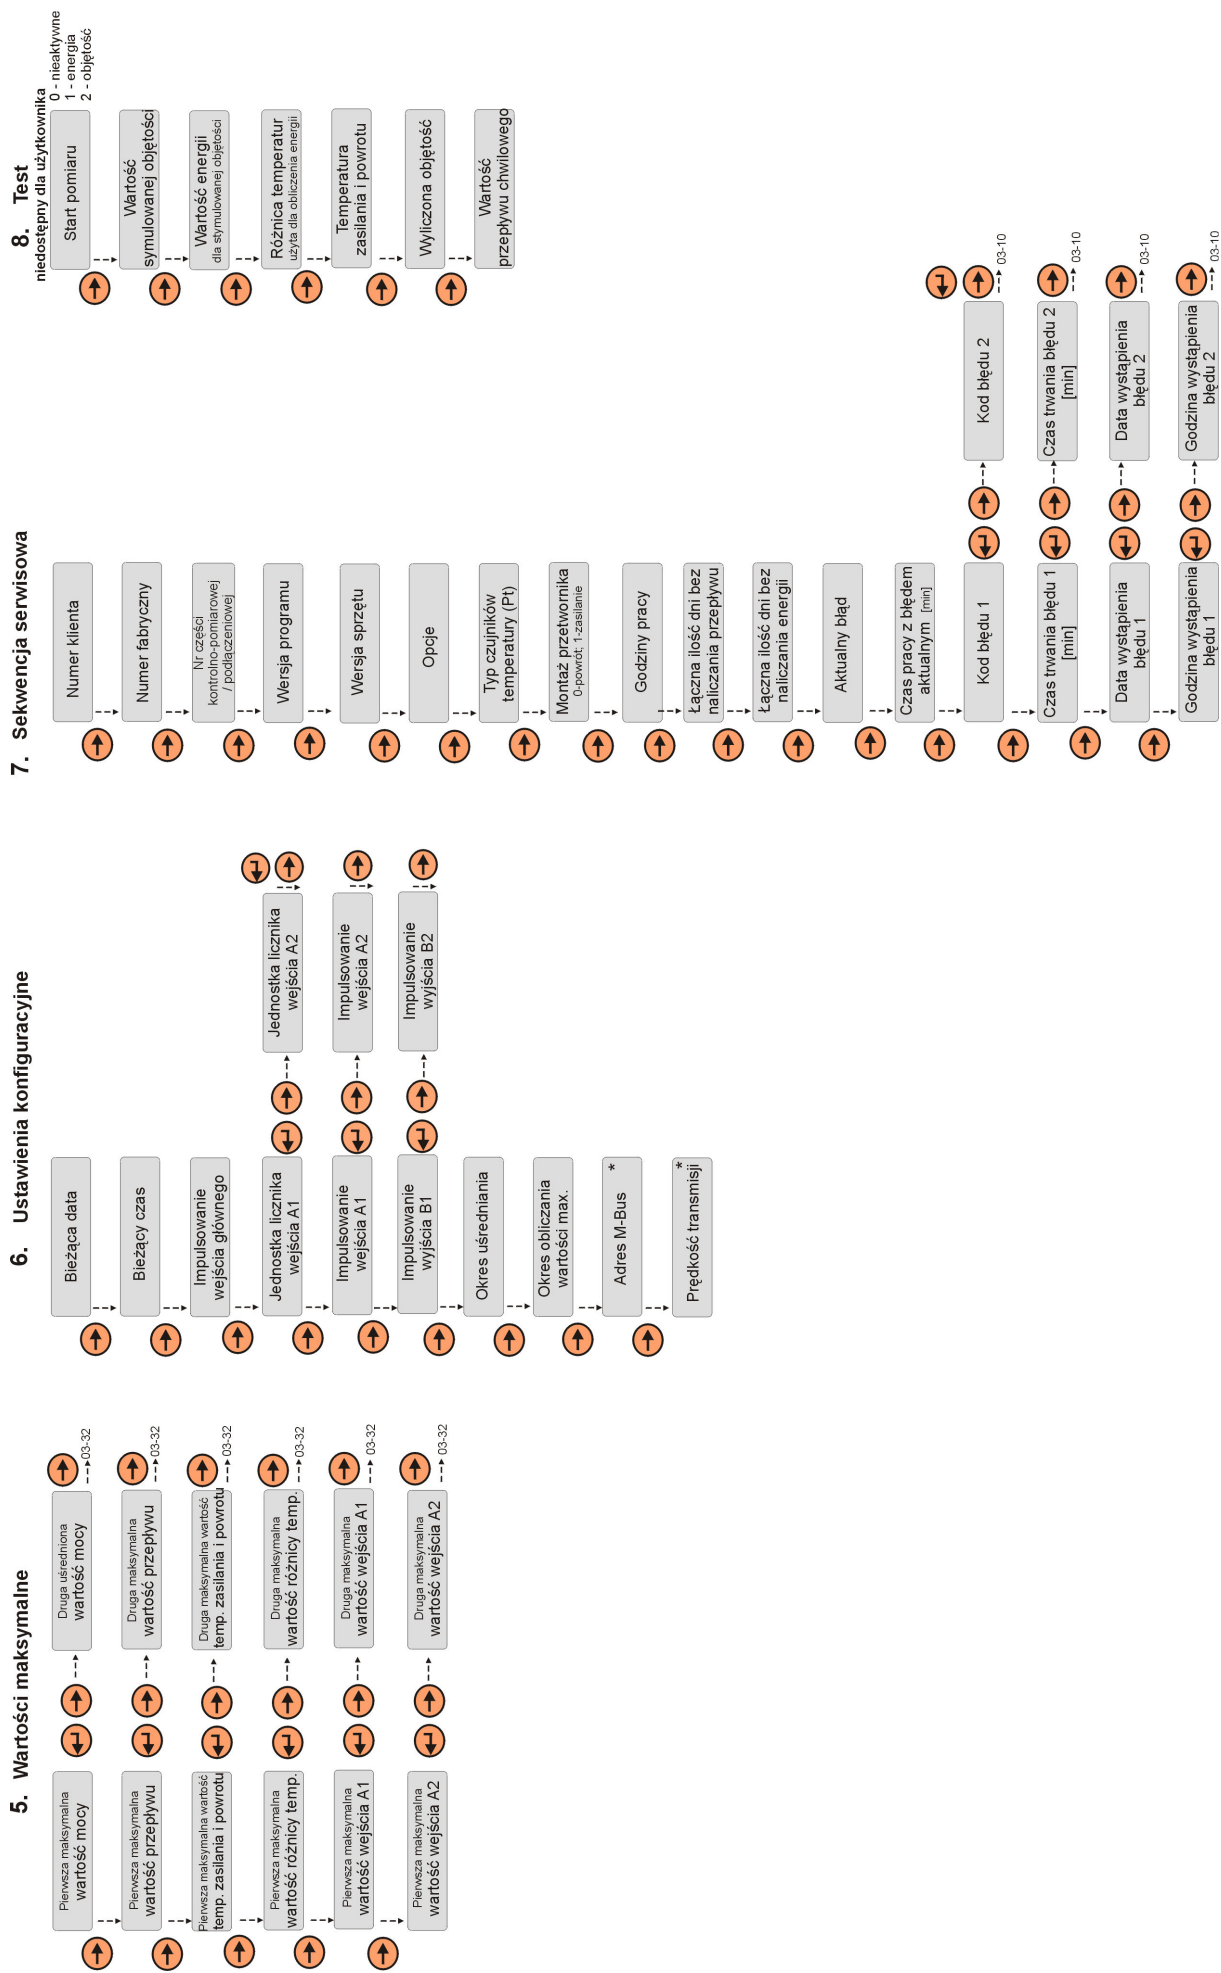 5. Wartości maksymalne
Pierwsza maksymalna
wartość mocy
Druga uśredniona
wartość mocy
03-32
Pierwsza maksymalna
wartość przepływu
Druga maksymalna
wartość przepływu
03-32
Pierwsza maksymalna wartość
temp. zasilania i powrotu
Druga maksymalna wartość
temp. zasilania i powrotu
03-32
Pierwsza maksymalna
wartość różnicy temp.
Druga maksymalna
wartość różnicy temp.
03-32
Pierwsza maksymalna
wartość wejścia A1
Druga maksymalna
wartość wejścia A1
03-32
Pierwsza maksymalna
wartość wejścia A2
Druga maksymalna
wartość wejścia A2
03-32
6. Ustawienia konfiguracyjne
Bieżąca data
Bieżący czas
Impulsowanie
wejścia głównego
Jednostka licznika
wejścia A1
Jednostka licznika
wejścia A2
Impulsowanie
wejścia A1
Impulsowanie
wejścia A2
Impulsowanie
wyjścia B1
Impulsowanie
wyjścia B2
Okres uśredniania
Okres obliczania
wartości max.
Adres M-Bus *
Prędkość transmisji *
7. Sekwencja serwisowa
Numer klienta
Numer fabryczny
Nr części
kontrolno-pomiarowej
/ podłączeniowej
Wersja programu
Wersja sprzętu
Opcje
Typ czujników
temperatury (Pt)
Montaż przetwornika
0-powrót; 1-zasilanie
Godziny pracy
Łączna ilość dni bez
naliczania przepływu
Łączna ilość dni bez
naliczania energii
Aktualny błąd
Czas pracy z błędem
aktualnym [min]
Kod błędu 1
Kod błędu 2
03-10
Czas trwania błędu 1
[min]
Czas trwania błędu 2
[min]
03-10
Data wystąpienia
błędu 1
Data wystąpienia
błędu 2
03-10
Godzina wystąpienia
błędu 1
Godzina wystąpienia
błędu 2
03-10
8. Test
niedostępny dla użytkownika
Start pomiaru
0 - nieaktywne
1 - energia
2 - objętość
Wartość
symulowanej objętości
Wartość energii
dla stymulowanej objętości
Różnica temperatur
użyta dla obliczenia energii
Temperatura
zasilania i powrotu
Wyliczona objętość
Wartość
przepływu chwilowego